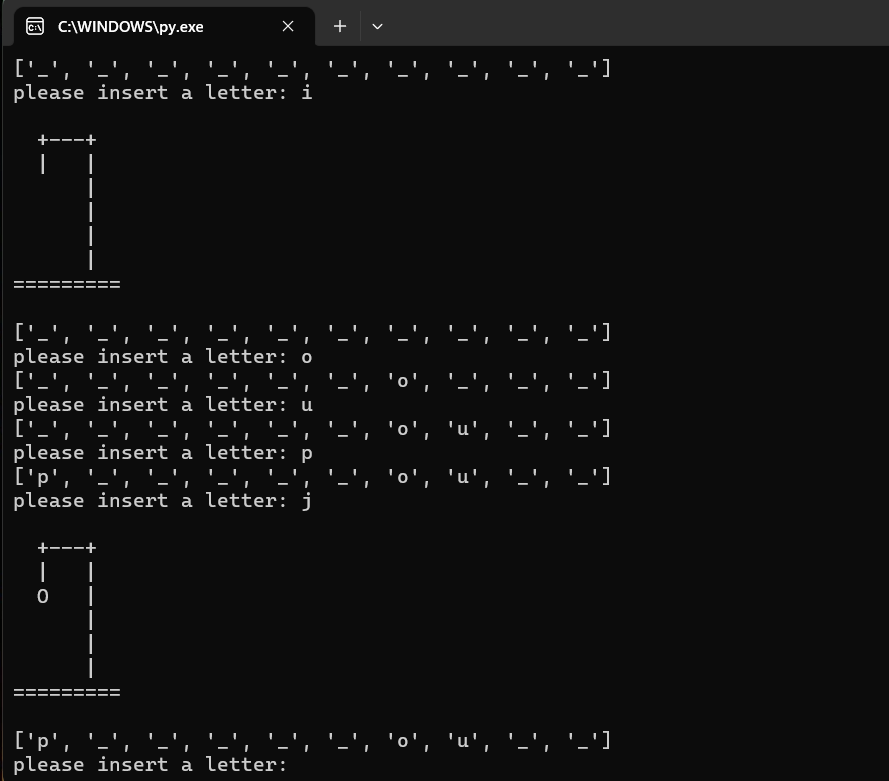 C:\WINDOWS\py.exe
['_', '_', '_', '_', '_', '_', '_', '_', '_', '_']
please insert a letter: i
  +---+
  |   |
      |
      |
      |
      |
=========
['_', '_', '_', '_', '_', '_', '_', '_', '_', '_']
please insert a letter: o
['_', '_', '_', '_', '_', '_', 'o', '_', '_', '_']
please insert a letter: u
['_', '_', '_', '_', '_', '_', 'o', 'u', '_', '_']
please insert a letter: p
['p', '_', '_', '_', '_', '_', 'o', 'u', '_', '_']
please insert a letter: j
  +---+
  |   |
  O   |
      |
      |
      |
=========
['p', '_', '_', '_', '_', '_', 'o', 'u', '_', '_']
please insert a letter: